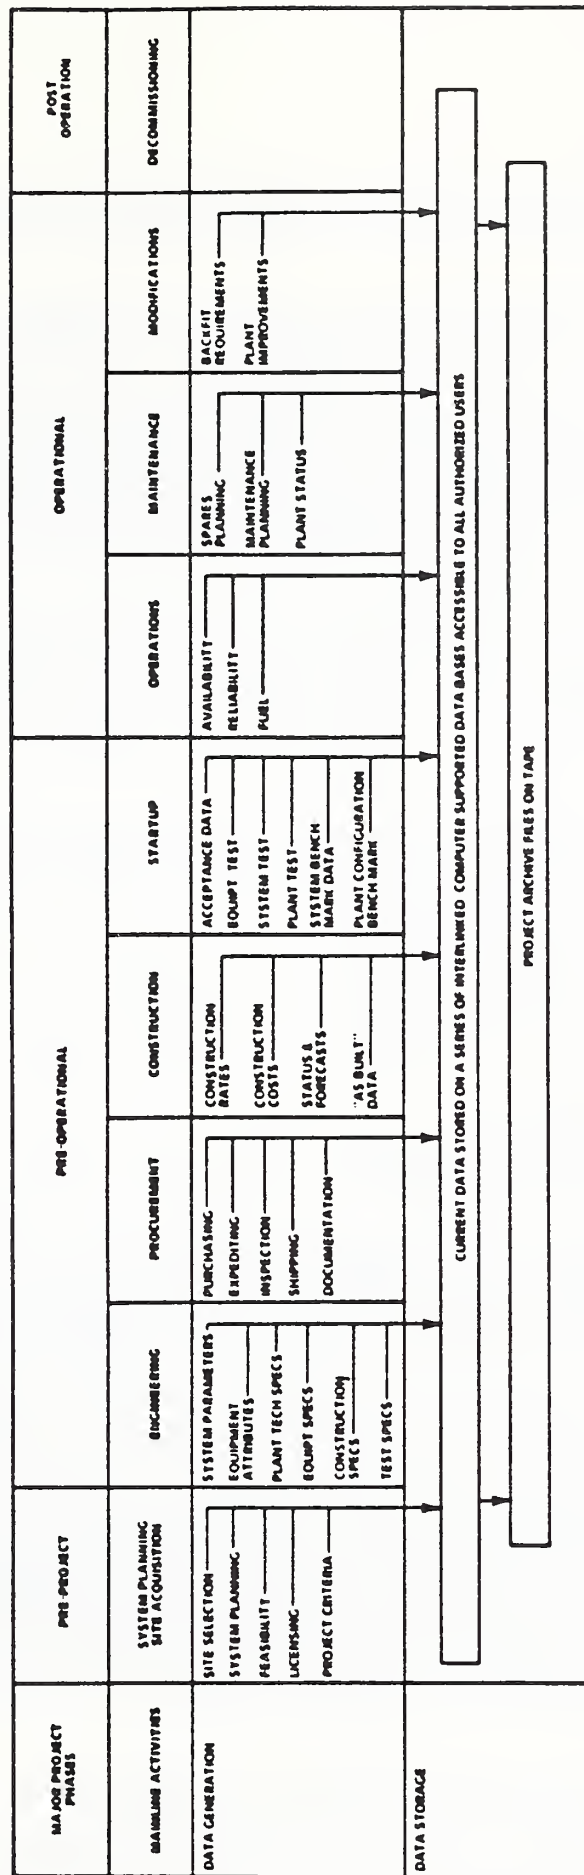 MAJOR PROJECT
PHASES
PRE-PROJECT
PRE-OPERATIONAL
OPERATIONAL
POST
OPERATION
MAINLINE ACTIVITIES
SYSTEM PLANNING
SITE ACQUISITION
ENGINEERING
PROCUREMENT
CONSTRUCTION
STARTUP
OPERATIONS
MAINTENANCE
MODIFICATIONS
DECOMMISSIONING
DATA GENERATION
SITE SELECTION
SYSTEM PLANNING
FEASIBILITY
LICENSING
PROJECT CRITERIA
SYSTEM PARAMETERS
EQUIPMENT
ATTRIBUTES
PLANT TECH SPECS
EQUIPT SPECS
CONSTRUCTION
SPECS
TEST SPECS
PURCHASING
EXPEDITING
INSPECTION
SHIPPING
DOCUMENTATION
CONSTRUCTION
RATES
CONSTRUCTION
COSTS
STATUS &
FORECASTS
"AS BUILT"
DATA
ACCEPTANCE DATA
EQUIPT TEST
SYSTEM TEST
PLANT TEST
SYSTEM BENCH
MARK DATA
PLANT CONFIGURATION
BENCH MARK
AVAILABILITY
RELIABILITY
FUEL
SPARES
PLANNING
MAINTENANCE
PLANNING
PLANT STATUS
BACKFIT
REQUIREMENTS
PLANT
IMPROVEMENTS
DATA STORAGE
CURRENT DATA STORED ON A SERIES OF INTERLINKED COMPUTER SUPPORTED DATA BASES ACCESSIBLE TO ALL AUTHORIZED USERS
PROJECT ARCHIVE FILES ON TAPE